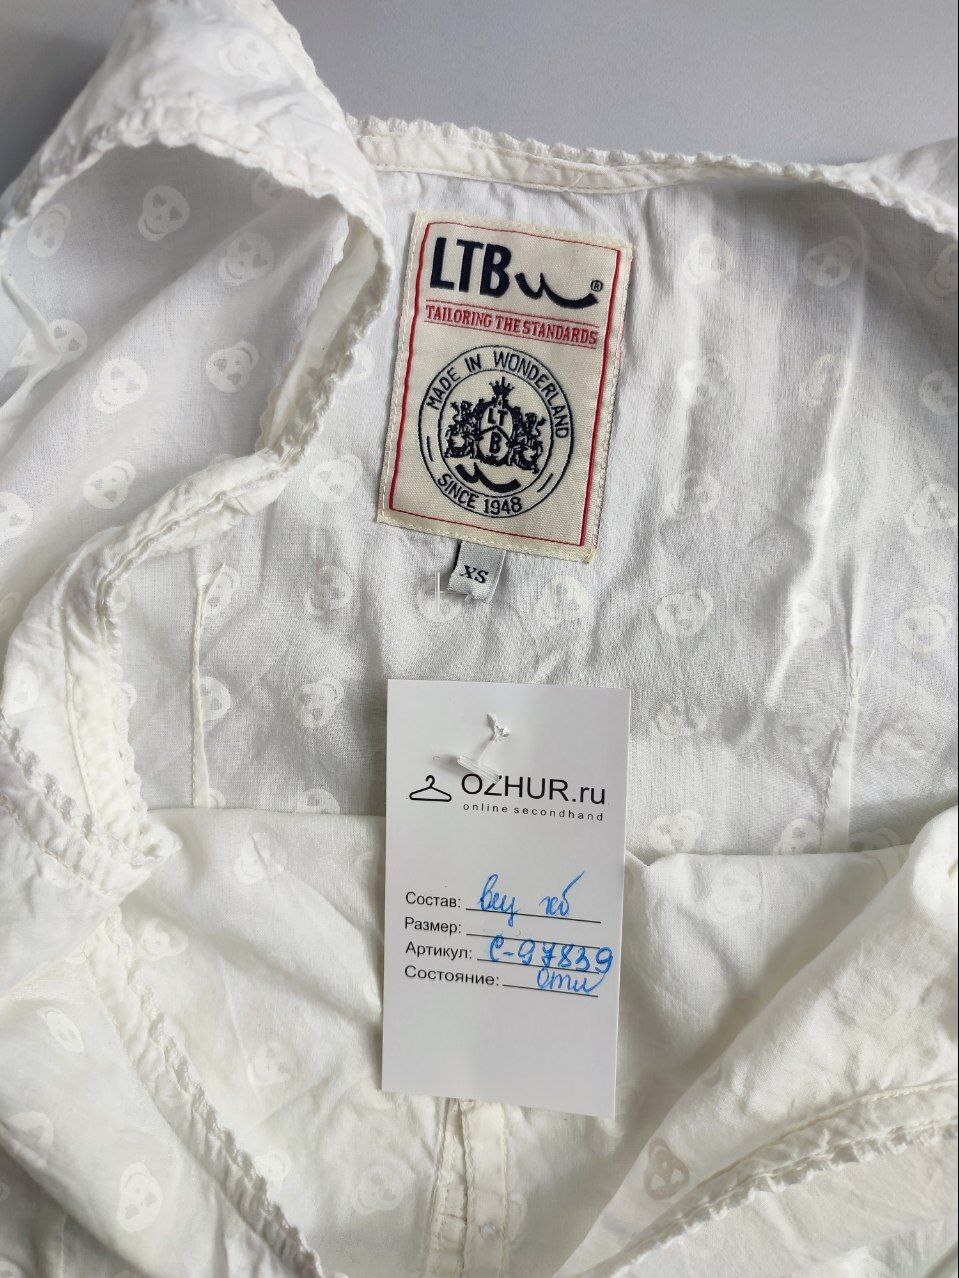 LTB ®
TAILORING THE STANDARDS
MADE IN WONDERLAND
LT
B
SINCE 1948
XS
OZHUR.ru
online secondhand
Состав: хб
Размер:
Артикул: С-97839
Состояние: отл